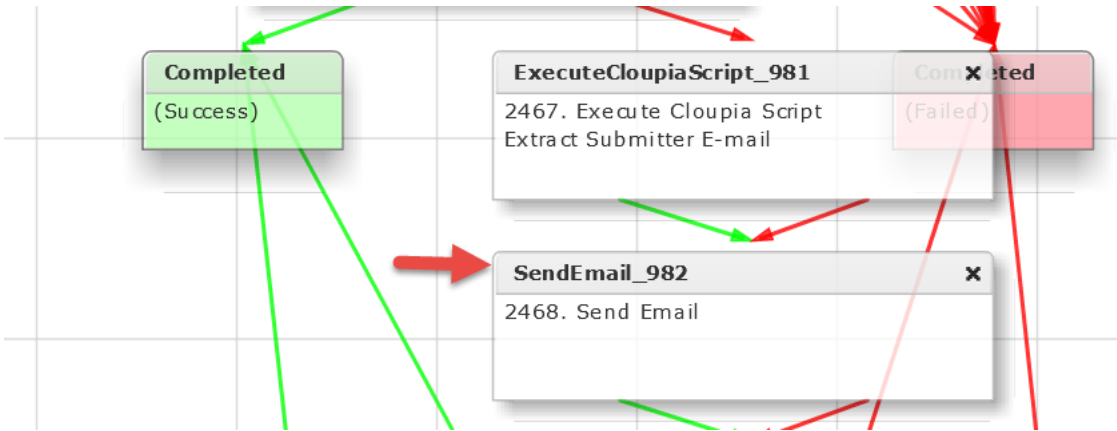 Completed
(Success)
ExecuteCloupiaScript_981
2467. Execute Cloupia Script
Extract Submitter E-mail
Completed
(Failed)
SendEmail_982
2468. Send Email